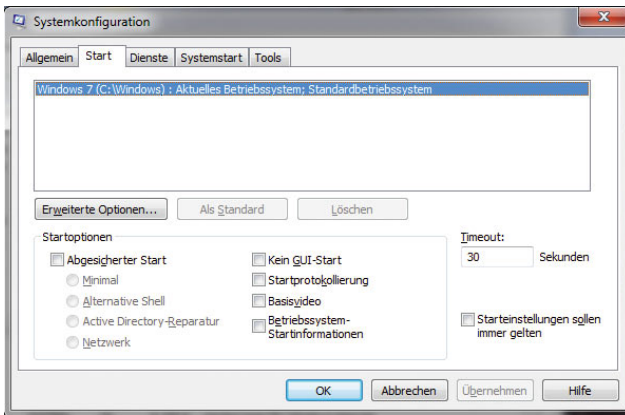 Systemkonfiguration
Allgemein Start Dienste Systemstart Tools
Windows 7 (C:\Windows) : Aktuelles Betriebssystem; Standardbetriebssystem
Erweiterte Optionen... Als Standard Löschen
Startoptionen
Abgesicherter Start
Minimal
Alternative Shell
Active Directory-Reparatur
Netzwerk
Kein GUI-Start
Startprotokollierung
Basisvideo
Betriebssystem-
Startinformationen
Timeout:
30 Sekunden
Starteinstellungen sollen
immer gelten
OK Abbrechen Übernehmen Hilfe